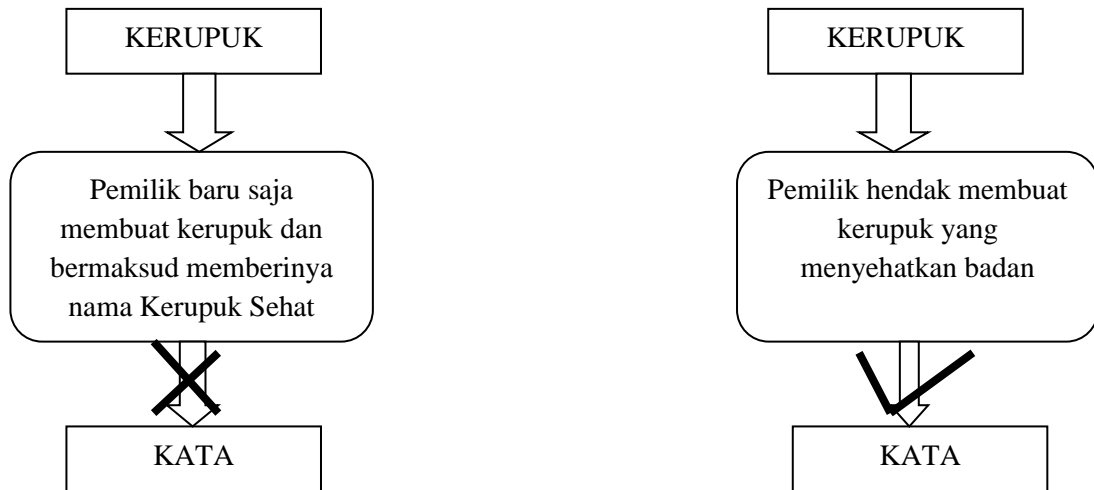 KERUPUK
Pemilik baru saja
membuat kerupuk dan
bermaksud memberinya
nama Kerupuk Sehat
KATA
KERUPUK
Pemilik hendak membuat
kerupuk yang
menyehatkan badan
KATA